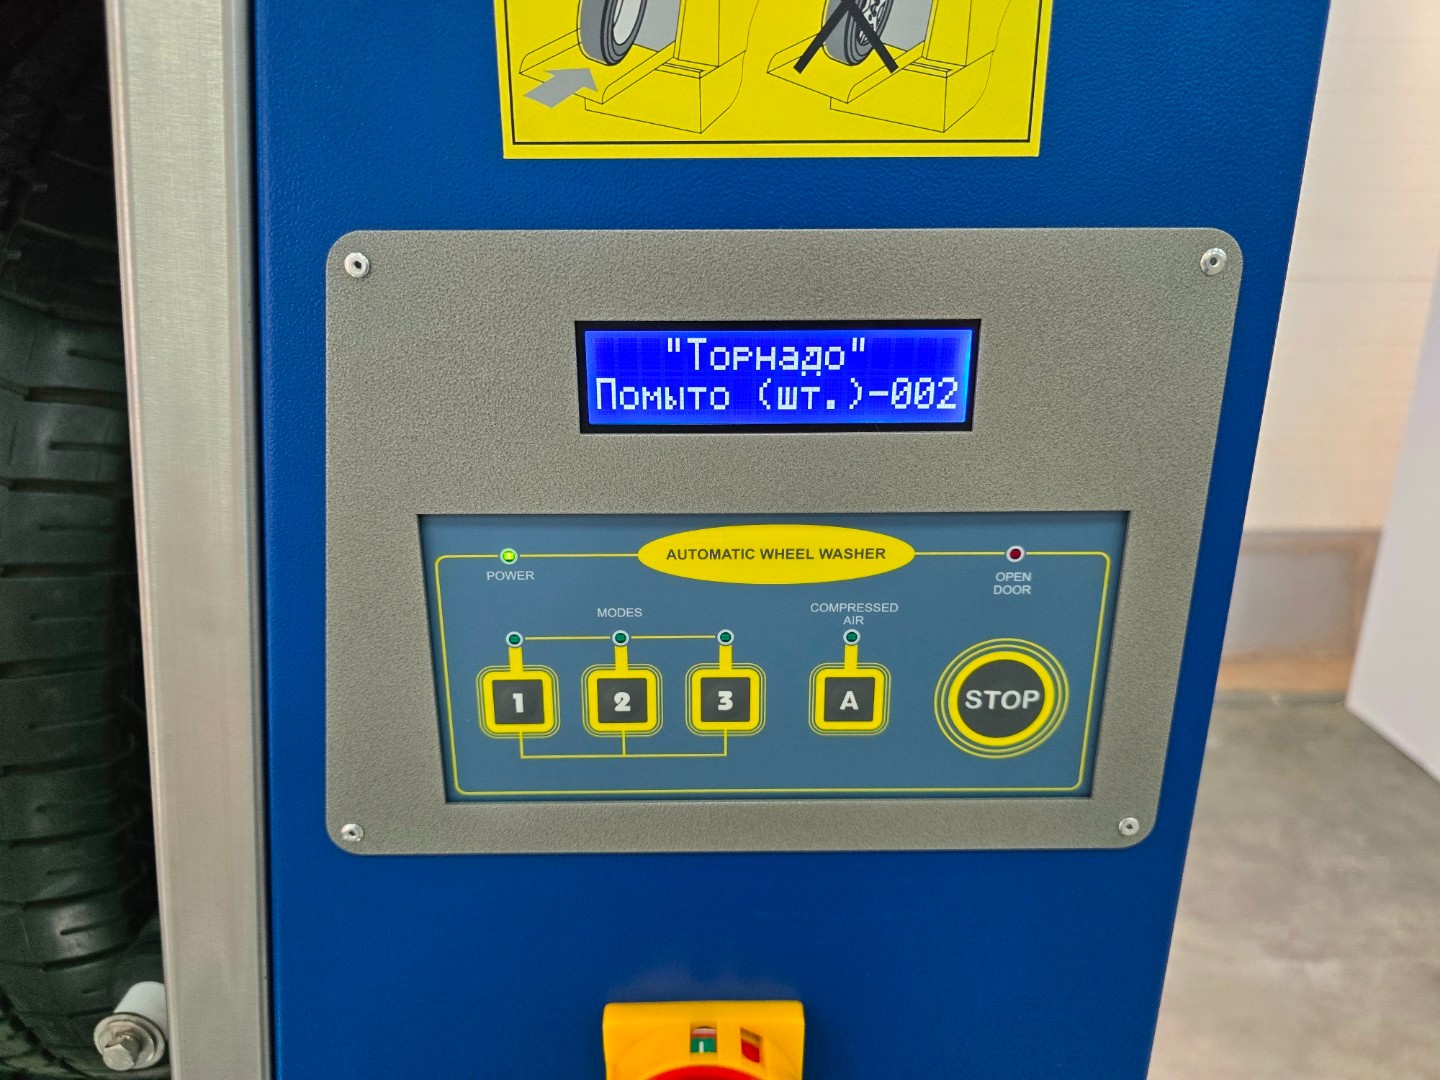 "Торнадо"
Помыто (шт.)-002
AUTOMATIC WHEEL WASHER
POWER
OPEN
DOOR
MODES
COMPRESSED
AIR
1
2
3
A
STOP
I